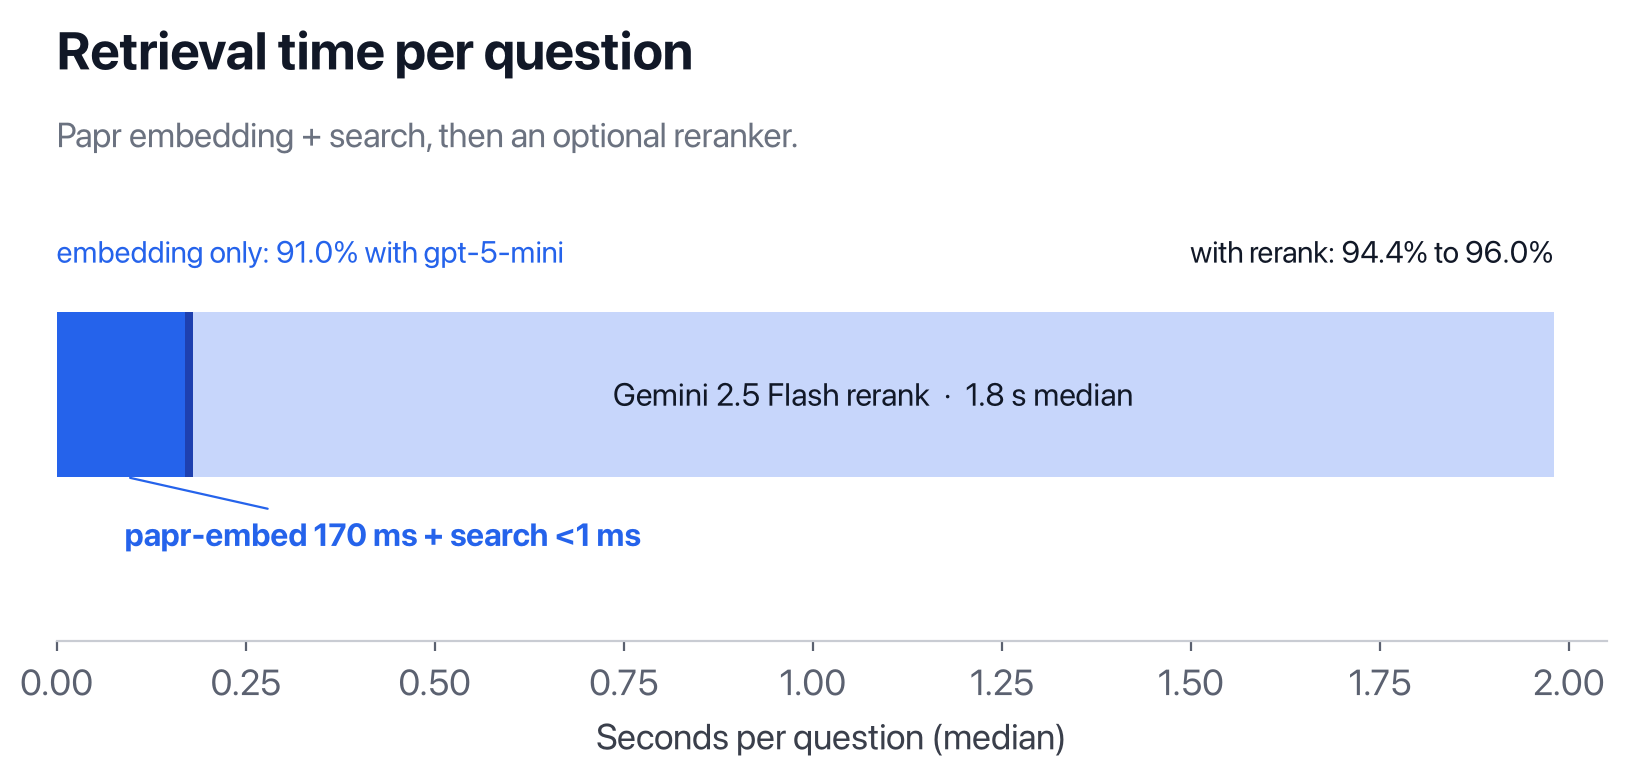 Retrieval time per question
Papr embedding + search, then an optional reranker.
embedding only: 91.0% with gpt-5-mini
with rerank: 94.4% to 96.0%
Gemini 2.5 Flash rerank · 1.8 s median
papr-embed 170 ms + search <1 ms
0.00 0.25 0.50 0.75 1.00 1.25 1.50 1.75 2.00
Seconds per question (median)